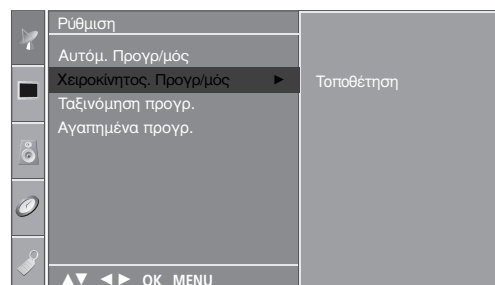 Ρύθμιση
Αυτόμ. Προγρ/μός
Χειροκίνητος. Προγρ/μός ►
Τοποθέτηση
Ταξινόμηση προγρ.
Αγαπημένα προγρ.
▲▼ ◄► OK MENU